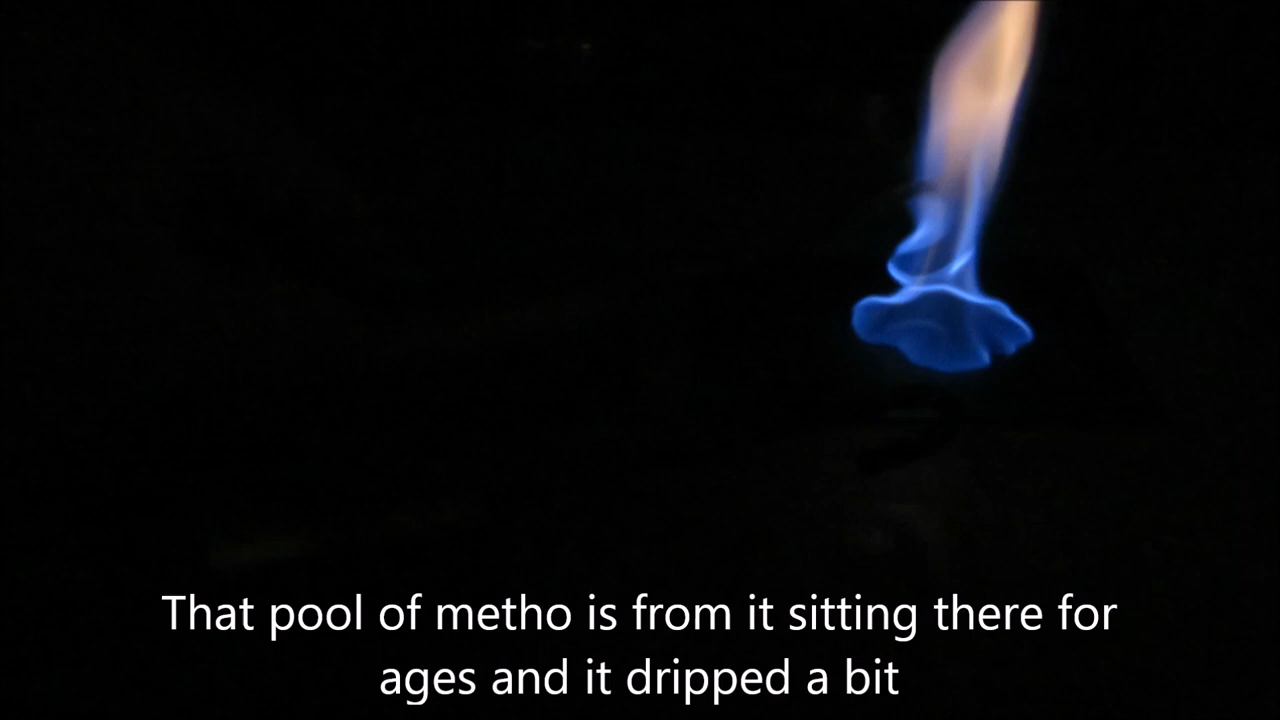 That pool of metho is from it sitting there for
ages and it dripped a bit